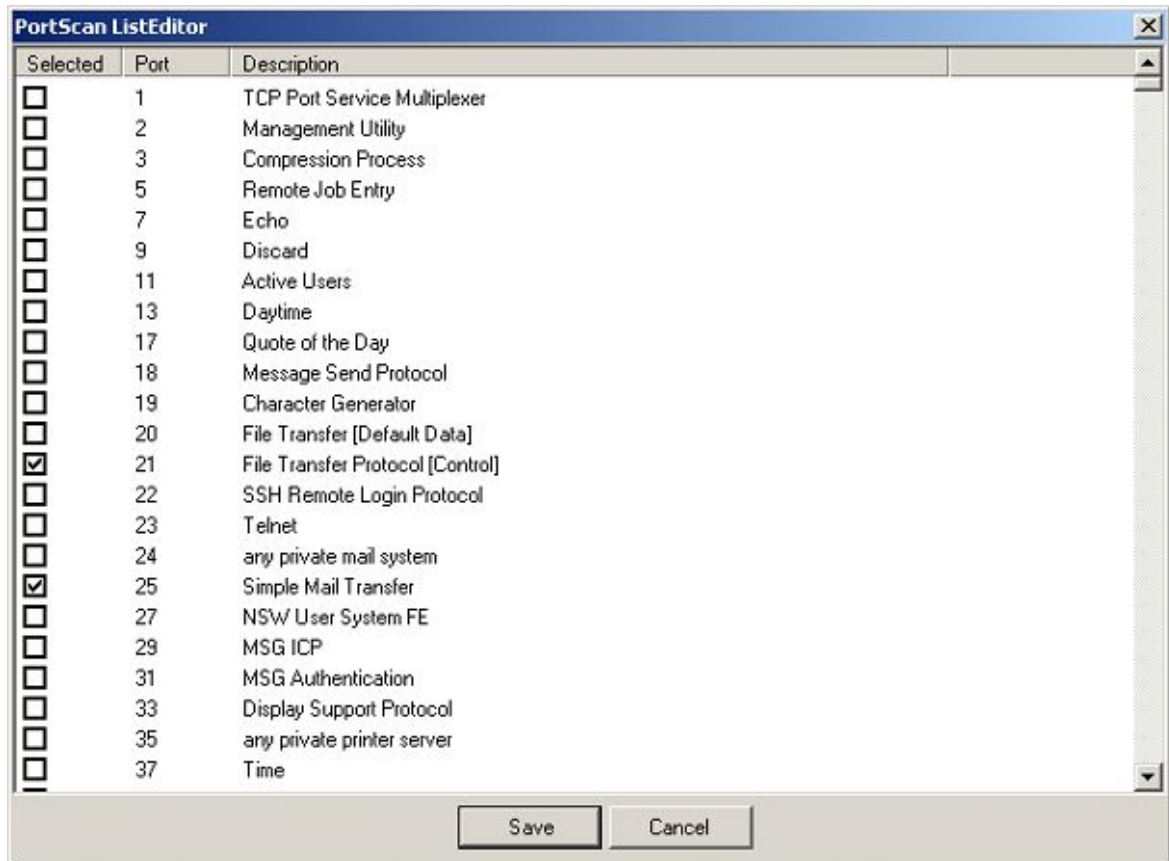 PortScan ListEditor
Selected Port Description
1 TCP Port Service Multiplexer
2 Management Utility
3 Compression Process
5 Remote Job Entry
7 Echo
9 Discard
11 Active Users
13 Daytime
17 Quote of the Day
18 Message Send Protocol
19 Character Generator
20 File Transfer [Default Data]
21 File Transfer Protocol [Control]
22 SSH Remote Login Protocol
23 Telnet
24 any private mail system
25 Simple Mail Transfer
27 NSW User System FE
29 MSG ICP
31 MSG Authentication
33 Display Support Protocol
35 any private printer server
37 Time
Save Cancel